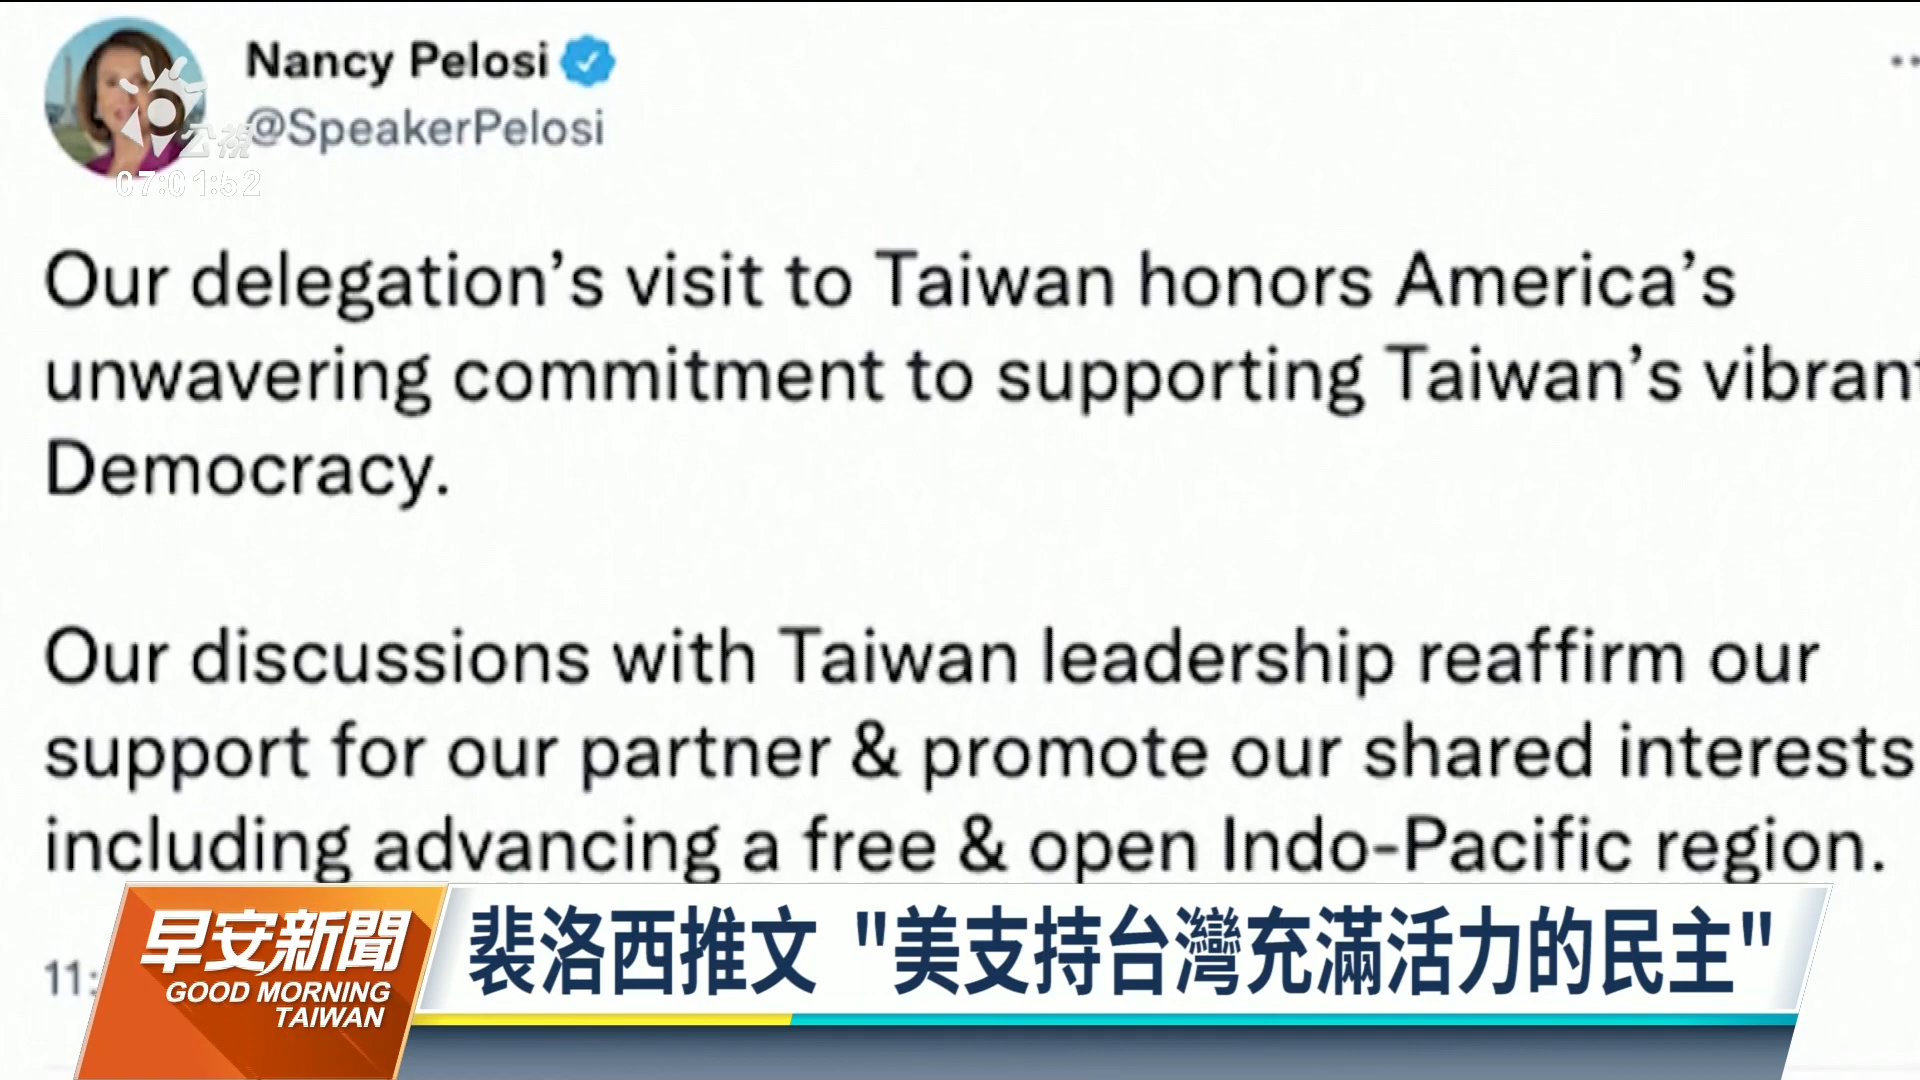 Nancy Pelosi
@SpeakerPelosi
公視
07:01:52
Our delegation’s visit to Taiwan honors America’s
unwavering commitment to supporting Taiwan’s vibrant
Democracy.
Our discussions with Taiwan leadership reaffirm our
support for our partner & promote our shared interests
including advancing a free & open Indo-Pacific region.
11:
早安新聞
GOOD MORNING
TAIWAN
裴洛西推文 "美支持台灣充滿活力的民主"